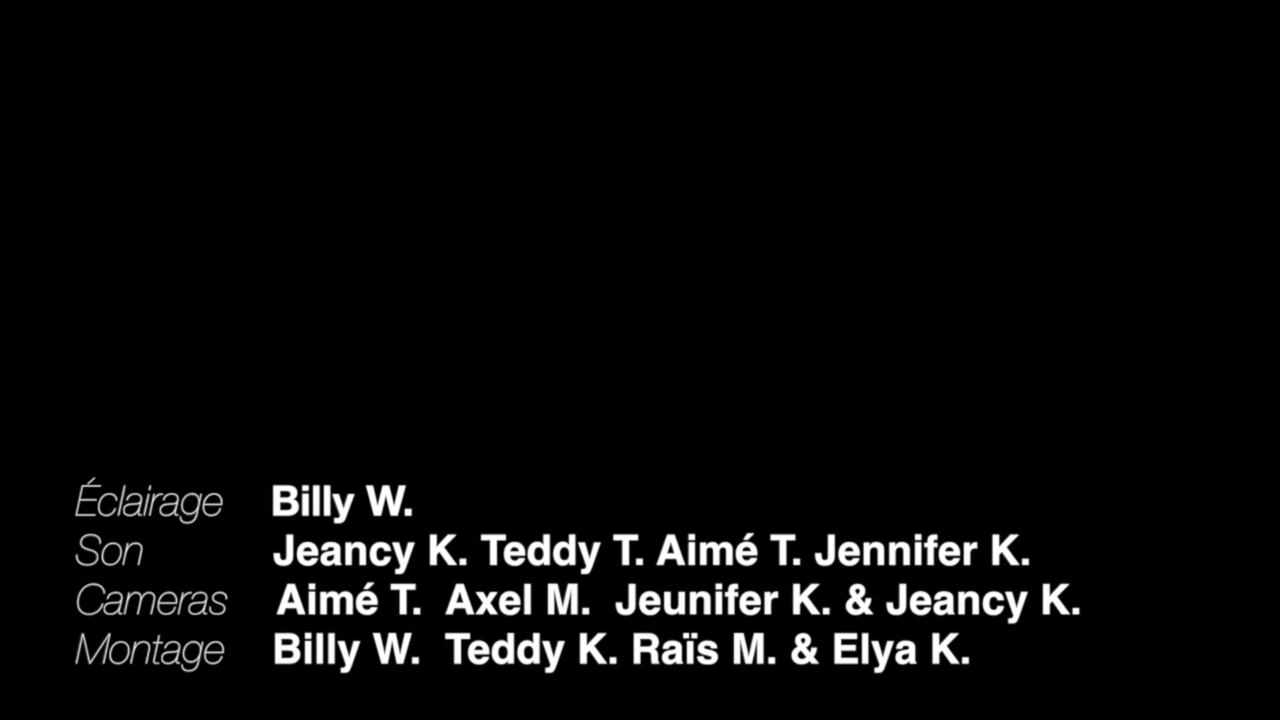 Éclairage Billy W.
Son Jeancy K. Teddy T. Aimé T. Jennifer K.
Cameras Aimé T. Axel M. Jeunifer K. & Jeancy K.
Montage Billy W. Teddy K. Raïs M. & Elya K.